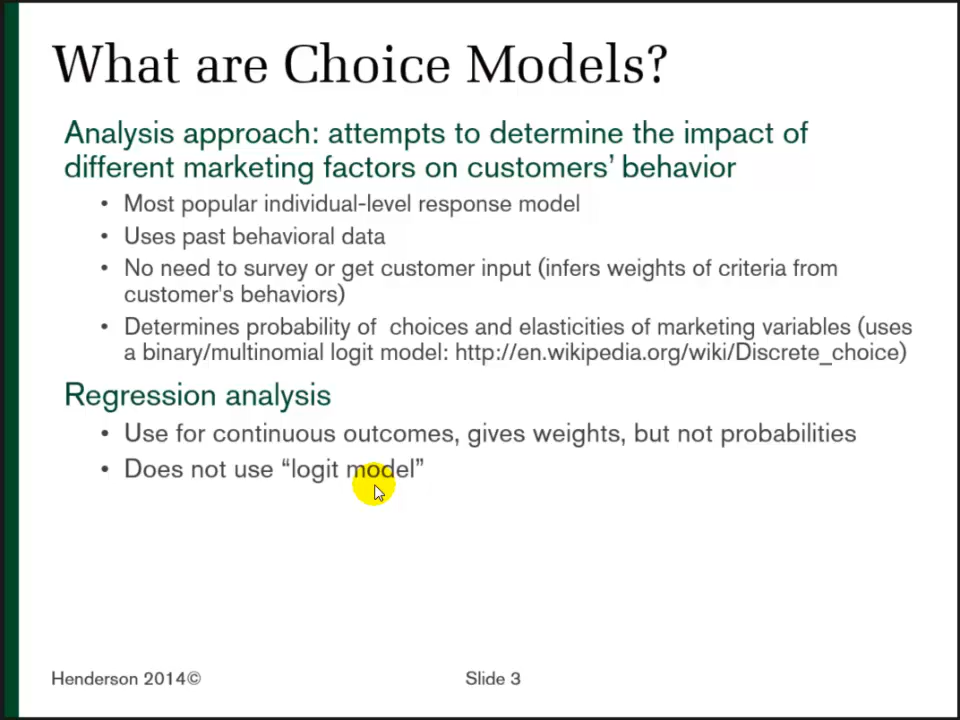 What are Choice Models?
Analysis approach: attempts to determine the impact of
different marketing factors on customers’ behavior
• Most popular individual-level response model
• Uses past behavioral data
• No need to survey or get customer input (infers weights of criteria from
customer's behaviors)
• Determines probability of  choices and elasticities of marketing variables (uses
a binary/multinomial logit model: http://en.wikipedia.org/wiki/Discrete_choice)
Regression analysis
• Use for continuous outcomes, gives weights, but not probabilities
• Does not use “logit model”
Henderson 2014© Slide 3